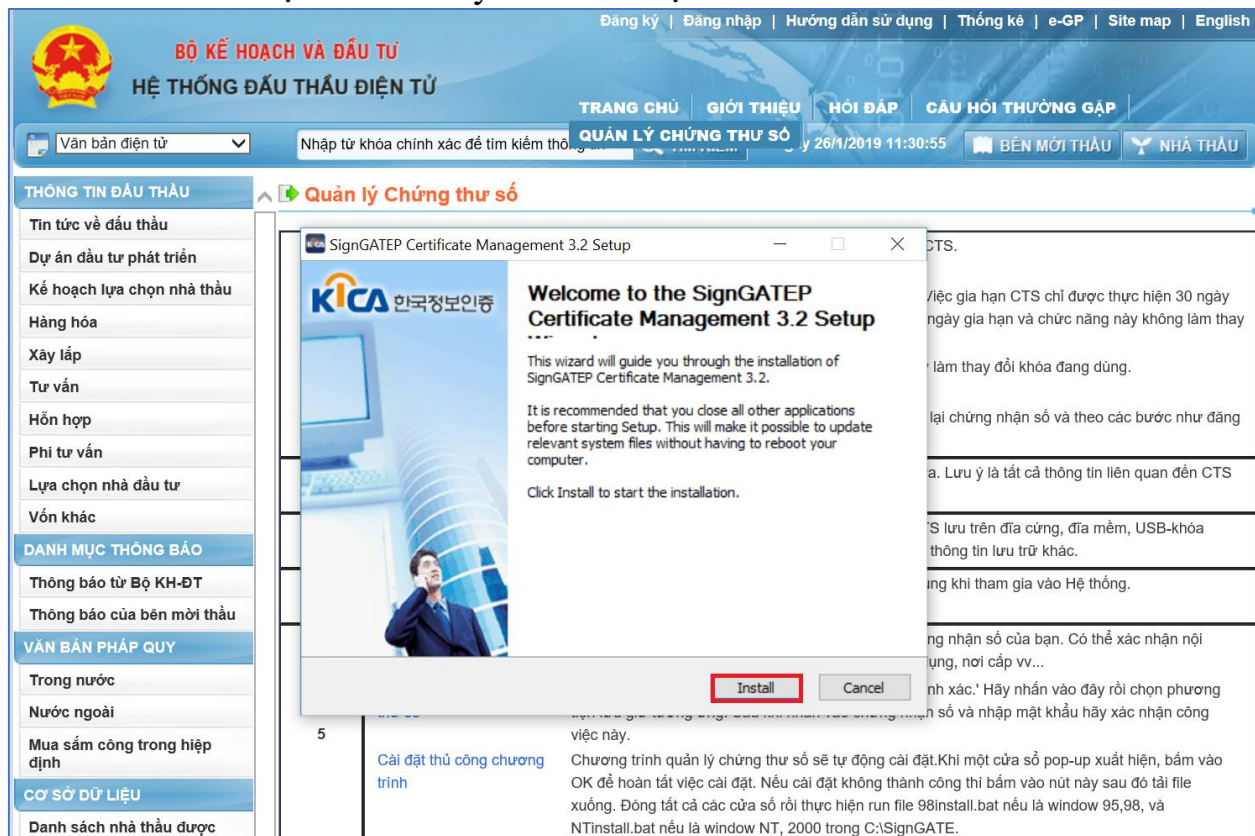 Đăng ký | Đăng nhập | Hướng dẫn sử dụng | Thống kê | e-GP | Site map | English
BỘ KẾ HOẠCH VÀ ĐẦU TƯ
HỆ THỐNG ĐẤU THẦU ĐIỆN TỬ
TRANG CHỦ | GIỚI THIỆU | HỎI ĐÁP | CÂU HỎI THƯỜNG GẶP
QUẢN LÝ CHỨNG THƯ SỐ
Văn bản điện tử
Nhập từ khóa chính xác để tìm kiếm
26/1/2019 11:30:55
BÊN MỜI THẦU
NHÀ THẦU
THÔNG TIN ĐẤU THẦU
Tin tức về đấu thầu
Dự án đầu tư phát triển
Kế hoạch lựa chọn nhà thầu
Hàng hóa
Xây lắp
Tư vấn
Hỗn hợp
Phi tư vấn
Lựa chọn nhà đầu tư
Vốn khác
DANH MỤC THÔNG BÁO
Thông báo từ Bộ KH-ĐT
Thông báo của bên mời thầu
VĂN BẢN PHÁP QUY
Trong nước
Nước ngoài
Mua sắm công trong hiệp
định
CƠ SỞ DỮ LIỆU
Danh sách nhà thầu được
Quản lý Chứng thư số
SignGATEP Certificate Management 3.2 Setup
KICA 한국정보인증
Welcome to the SignGATEP
Certificate Management 3.2 Setup
This wizard will guide you through the installation of
SignGATEP Certificate Management 3.2.
It is recommended that you close all other applications
before starting Setup. This will make it possible to update
relevant system files without having to reboot your
computer.
Click Install to start the installation.
Install
Cancel
CTS.
Việc gia hạn CTS chỉ được thực hiện 30 ngày
ngày gia hạn và chức năng này không làm thay
làm thay đổi khóa đang dùng.
lại chứng nhận số và theo các bước như đăng
Lưu ý là tất cả thông tin liên quan đến CTS
lưu trên đĩa cứng, đĩa mềm, USB-khóa
thông tin lưu trữ khác.
khi tham gia vào Hệ thống.
nhận số của bạn. Có thể xác nhận nội
nơi cấp vv...
xác.' Hãy nhấn vào đây rồi chọn phương
số và nhập mật khẩu hãy xác nhận công
việc này.
5
Cài đặt thủ công chương
trình
Chương trình quản lý chứng thư số sẽ tự động cài đặt.Khi một cửa sổ pop-up xuất hiện, bấm vào
OK để hoàn tất việc cài đặt. Nếu cài đặt không thành công thì bấm vào nút này sau đó tải file
xuống. Đóng tất cả các cửa số rồi thực hiện run file 98install.bat nếu là window 95,98, và
NTinstall.bat nếu là window NT, 2000 trong C:\SignGATE.